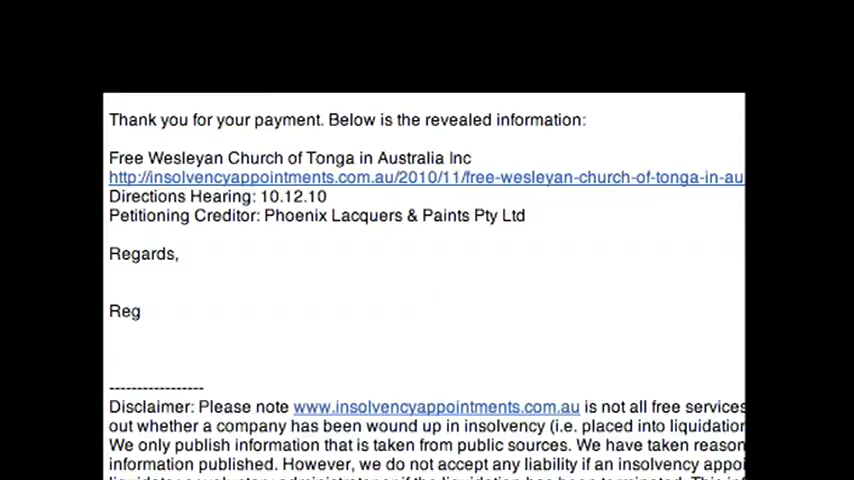 Thank you for your payment. Below is the revealed information:
Free Wesleyan Church of Tonga in Australia Inc
http://insolvencyappointments.com.au/2010/11/free-wesleyan-church-of-tonga-in-au
Directions Hearing: 10.12.10
Petitioning Creditor: Phoenix Lacquers & Paints Pty Ltd
Regards,
Reg
-----------------
Disclaimer: Please note www.insolvencyappointments.com.au is not all free services
out whether a company has been wound up in insolvency (i.e. placed into liquidation
We only publish information that is taken from public sources. We have taken reason
information published. However, we do not accept any liability if an insolvency appoi